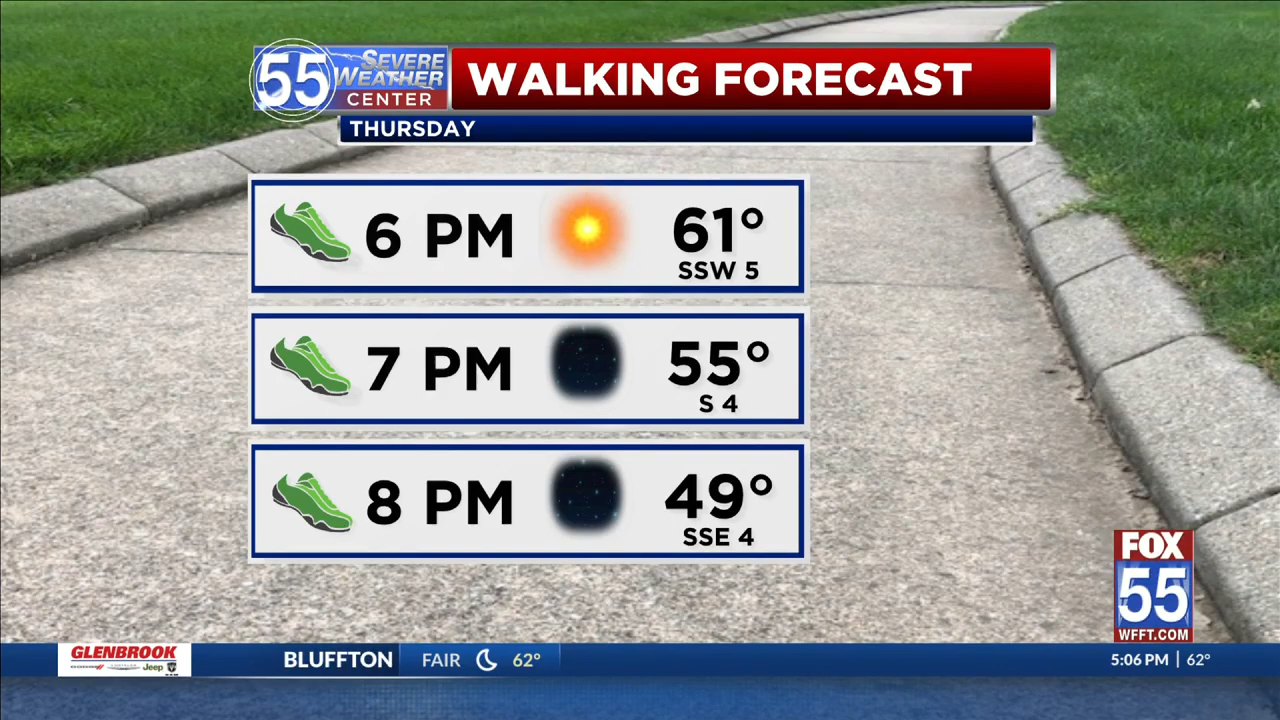 55 SEVERE WEATHER CENTER
WALKING FORECAST
THURSDAY
6 PM 61°
SSW 5
7 PM 55°
S 4
8 PM 49°
SSE 4
FOX
55
WFFT.COM
GLENBROOK
Jeep
BLUFFTON FAIR 62°
5:06 PM | 62°